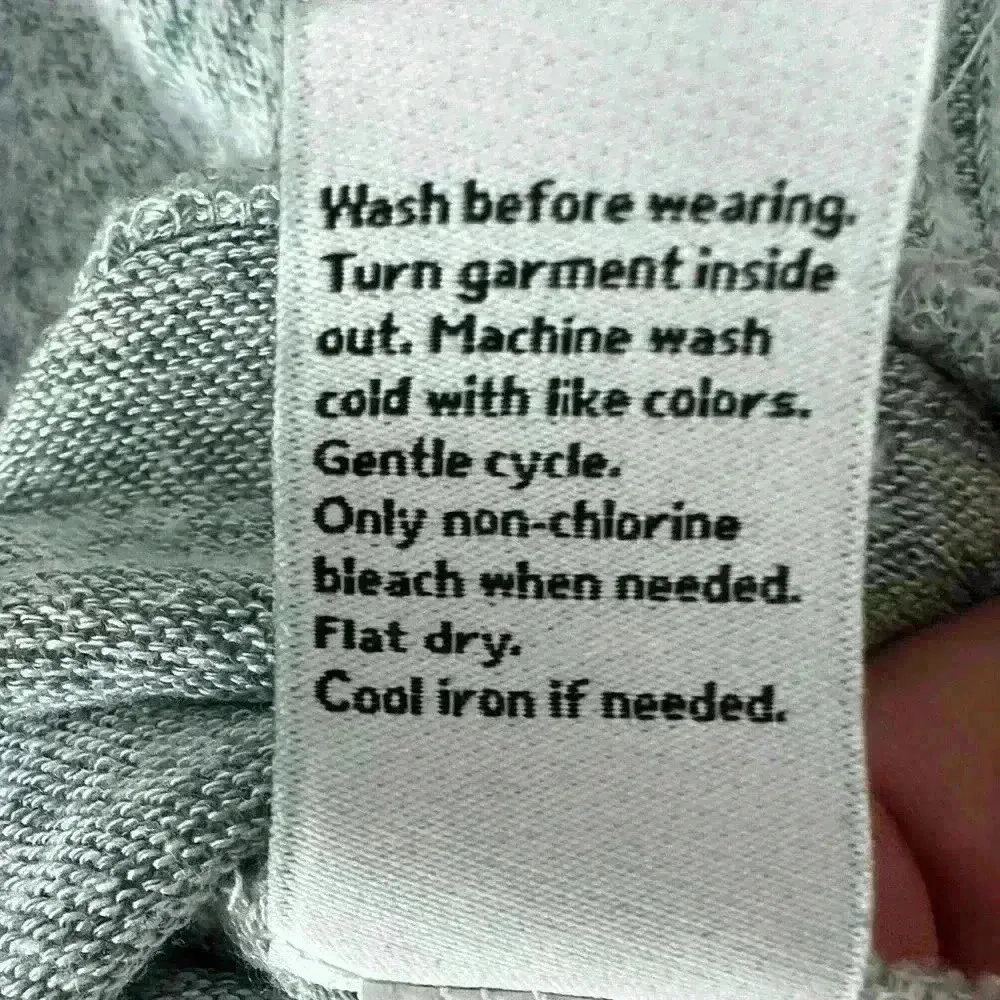 Wash before wearing.
Turn garment inside
out. Machine wash
cold with like colors.
Gentle cycle.
Only non-chlorine
bleach when needed.
Flat dry.
Cool iron if needed.